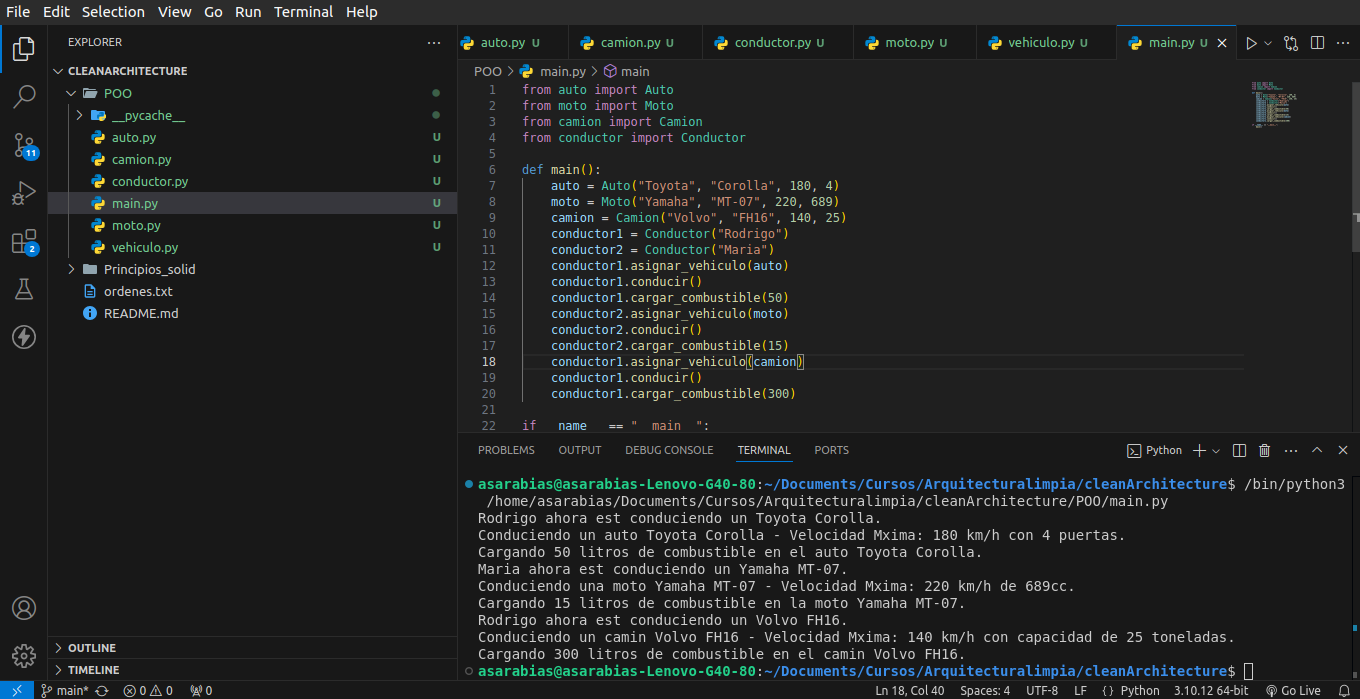 File Edit Selection View Go Run Terminal Help
EXPLORER
CLEANARCHITECTURE
POO
__pycache__
auto.py U
camion.py U
conductor.py U
main.py U
moto.py U
vehiculo.py U
Principios_solid
ordenes.txt
README.md
OUTLINE
TIMELINE
11
2
auto.py U camion.py U conductor.py U moto.py U vehiculo.py U main.py U
POO > main.py > main
1 from auto import Auto
2 from moto import Moto
3 from camion import Camion
4 from conductor import Conductor
5
6 def main():
7 auto = Auto("Toyota", "Corolla", 180, 4)
8 moto = Moto("Yamaha", "MT-07", 220, 689)
9 camion = Camion("Volvo", "FH16", 140, 25)
10 conductor1 = Conductor("Rodrigo")
11 conductor2 = Conductor("Maria")
12 conductor1.asignar_vehiculo(auto)
13 conductor1.conducir()
14 conductor1.cargar_combustible(50)
15 conductor2.asignar_vehiculo(moto)
16 conductor2.conducir()
17 conductor2.cargar_combustible(15)
18 conductor1.asignar_vehiculo(camion)
19 conductor1.conducir()
20 conductor1.cargar_combustible(300)
21
22 if name == " main ":
PROBLEMS OUTPUT DEBUG CONSOLE TERMINAL PORTS
Python
asarabias@asarabias-Lenovo-G40-80:~/Documents/Cursos/Arquitecturalimpia/cleanArchitecture$ /bin/python3
/home/asarabias/Documents/Cursos/Arquitecturalimpia/cleanArchitecture/POO/main.py
Rodrigo ahora est conduciendo un Toyota Corolla.
Conduciendo un auto Toyota Corolla - Velocidad Mxima: 180 km/h con 4 puertas.
Cargando 50 litros de combustible en el auto Toyota Corolla.
Maria ahora est conduciendo un Yamaha MT-07.
Conduciendo una moto Yamaha MT-07 - Velocidad Mxima: 220 km/h de 689cc.
Cargando 15 litros de combustible en la moto Yamaha MT-07.
Rodrigo ahora est conduciendo un Volvo FH16.
Conduciendo un camin Volvo FH16 - Velocidad Mxima: 140 km/h con capacidad de 25 toneladas.
Cargando 300 litros de combustible en el camin Volvo FH16.
asarabias@asarabias-Lenovo-G40-80:~/Documents/Cursos/Arquitecturalimpia/cleanArchitecture$
main* 0 0 0 Ln 18, Col 40 Spaces: 4 UTF-8 LF {} Python 3.10.12 64-bit Go Live